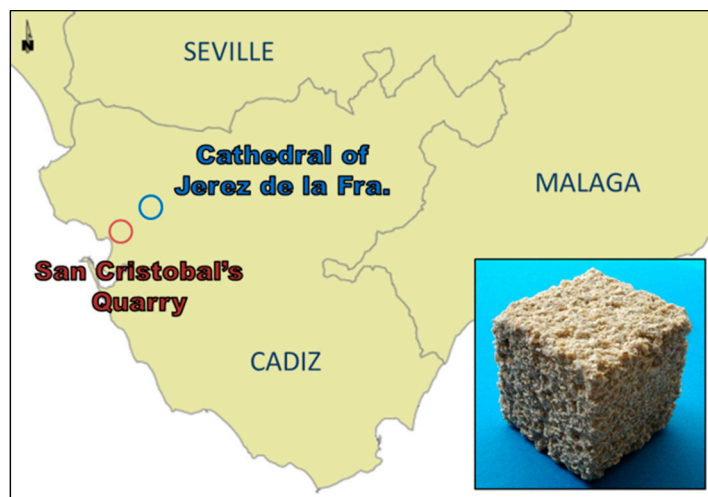 N
SEVILLE
Cathedral of
Jerez de la Fra.
MALAGA
San Cristobal's
Quarry
CADIZ